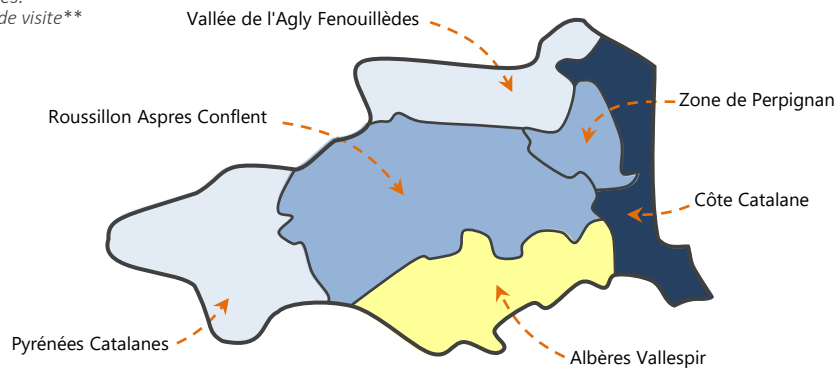 de visite**
Vallée de l'Agly Fenouillèdes
Zone de Perpignan
Roussillon Aspres Conflent
Côte Catalane
Pyrénées Catalanes
Albères Vallespir